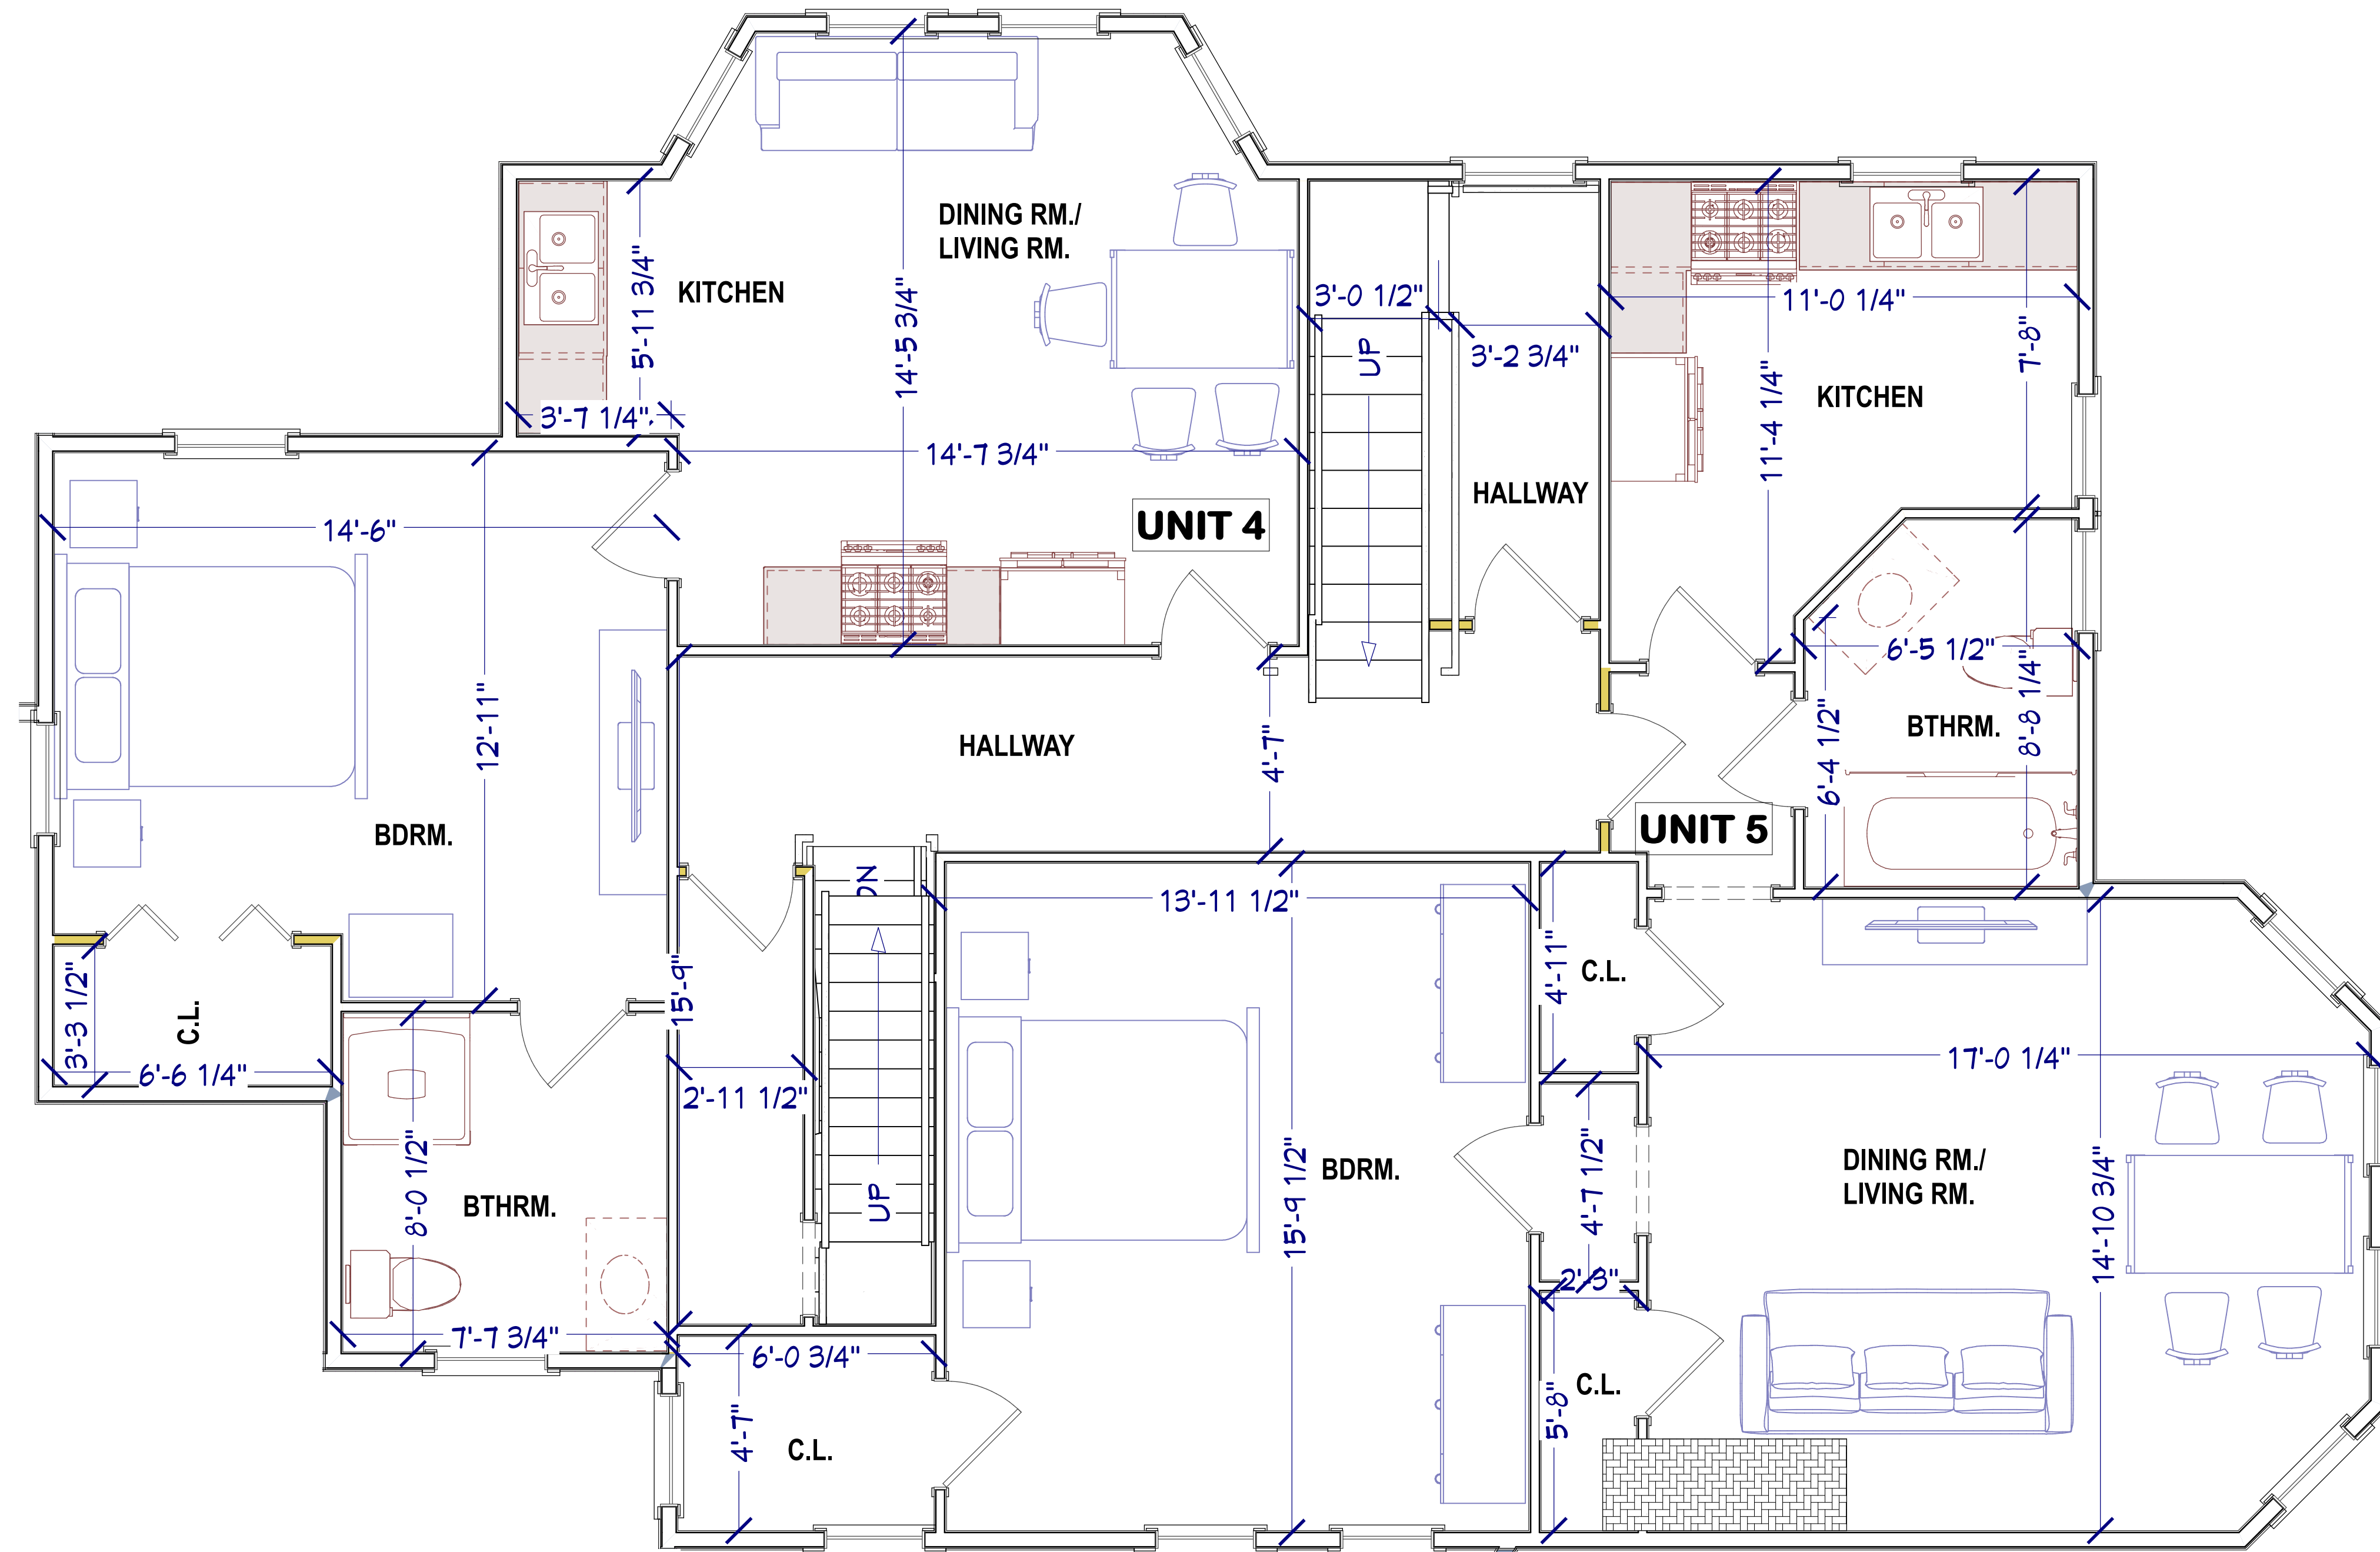 DINING RM./
LIVING RM.
KITCHEN
5'-11 3/4"
3'-7 1/4"
14'-5 3/4"
14'-7 3/4"
UNIT 4
3'-0 1/2"
UP
3'-2 3/4"
HALLWAY
11'-0 1/4"
7'-8"
11'-4 1/4"
KITCHEN
14'-6"
12'-11"
BDRM.
HALLWAY
4'-7"
6'-5 1/2"
6'-4 1/2"
8'-8 1/4"
BTHRM.
UNIT 5
3'-3 1/2"
C.L.
6'-6 1/4"
15'-9"
2'-11 1/2"
DN
UP
13'-11 1/2"
15'-9 1/2"
BDRM.
4'-11"
C.L.
17'-0 1/4"
4'-7 1/2"
2'-3"
14'-10 3/4"
DINING RM./
LIVING RM.
8'-0 1/2"
BTHRM.
7'-7 3/4"
6'-0 3/4"
4'-7"
C.L.
5'-8"
C.L.